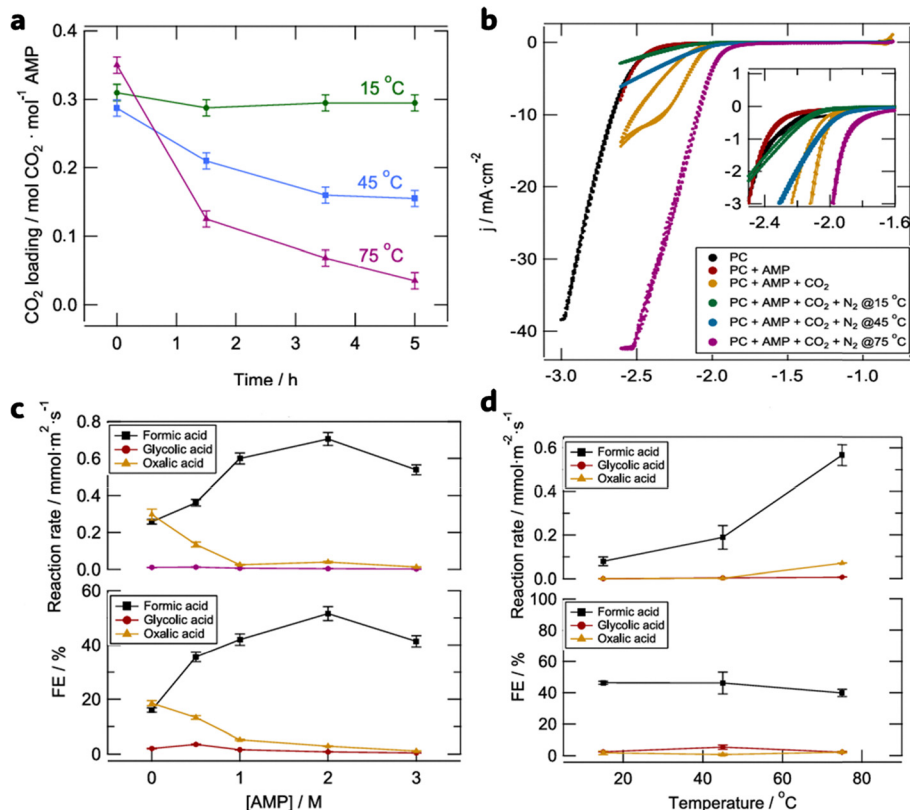 a
CO₂ loading / mol CO₂ · mol⁻¹ AMP
0.4
0.3
0.2
0.1
0.0
15 °C
45 °C
75 °C
0 1 2 3 4 5
Time / h
b
j / mA·cm⁻²
0
-10
-20
-30
-40
-3.0 -2.5 -2.0 -1.5 -1.0
1
0
-1
-2
-3
-2.4 -2.0 -1.6
PC
PC + AMP
PC + AMP + CO₂
PC + AMP + CO₂ + N₂ @15 °C
PC + AMP + CO₂ + N₂ @45 °C
PC + AMP + CO₂ + N₂ @75 °C
c
Reaction rate / mmol·m⁻²·s⁻¹
0.8
0.6
0.4
0.2
0.0
Formic acid
Glycolic acid
Oxalic acid
FE / %
60
40
20
0
Formic acid
Glycolic acid
Oxalic acid
0 1 2 3
[AMP] / M
d
Reaction rate / mmol·m⁻²·s⁻¹
0.6
0.4
0.2
0.0
Formic acid
Glycolic acid
Oxalic acid
FE / %
100
80
60
40
20
0
Formic acid
Glycolic acid
Oxalic acid
20 40 60 80
Temperature / °C